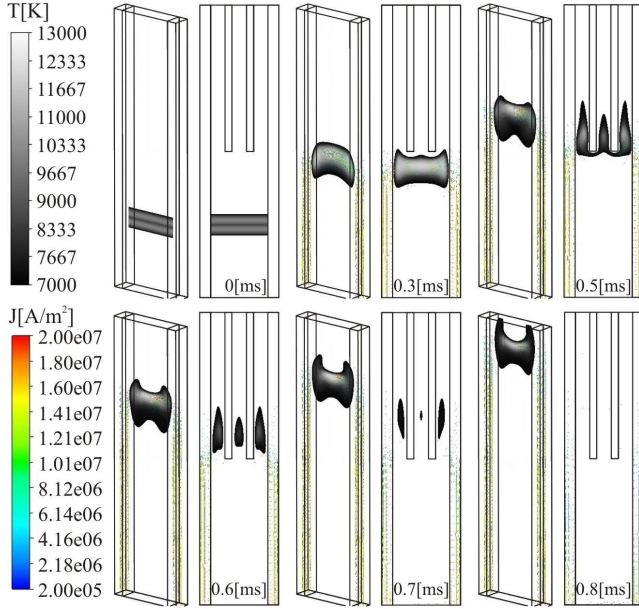 T[K]
13000
12333
11667
11000
10333
9667
9000
8333
7667
7000
0[ms]
0.3[ms]
0.5[ms]
J[A/m²]
2.00e07
1.80e07
1.60e07
1.41e07
1.21e07
1.01e07
8.12e06
6.14e06
4.16e06
2.18e06
2.00e05
0.6[ms]
0.7[ms]
0.8[ms]